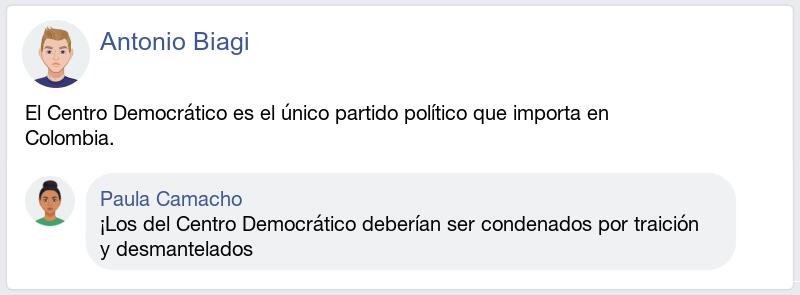 Antonio Biagi
El Centro Democrático es el único partido político que importa en
Colombia.
Paula Camacho
¡Los del Centro Democrático deberían ser condenados por traición
y desmantelados